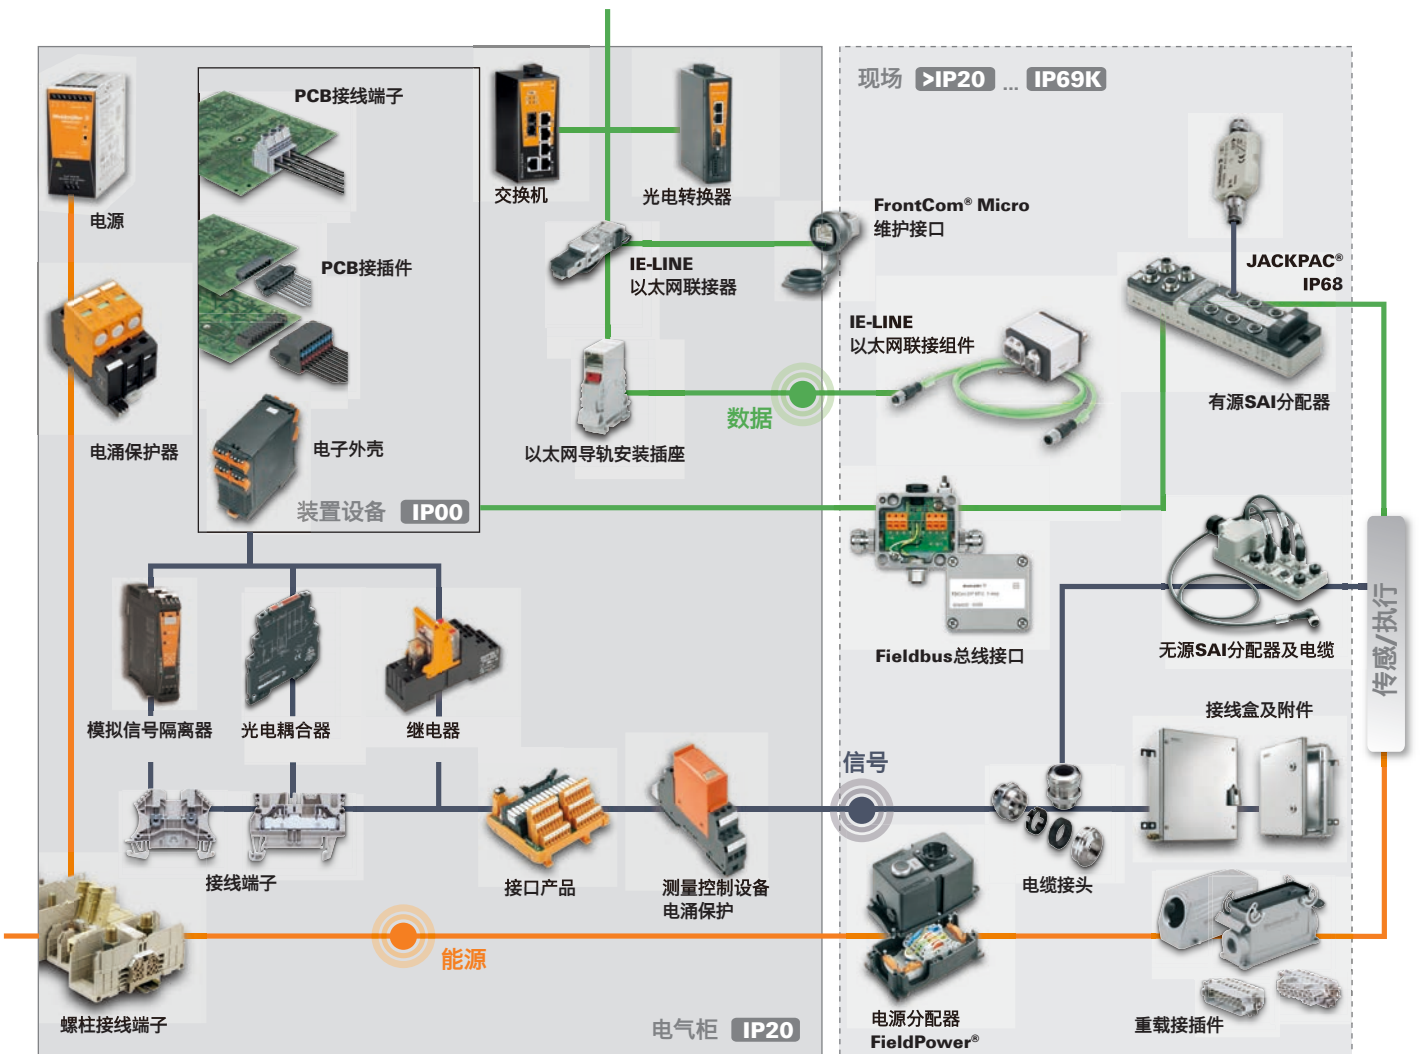 现场 >IP20 ... IP69K
PCB接线端子
电源
交换机
光电转换器
FrontCom® Micro
维护接口
PCB接插件
IE-LINE
以太网联接器
JACKPAC®
IP68
IE-LINE
以太网联接组件
数据
有源SAI分配器
电涌保护器
电子外壳
以太网导轨安装插座
装置设备 IP00
Fieldbus总线接口
无源SAI分配器及电缆
传感/执行
模拟信号隔离器
光电耦合器
继电器
接线盒及附件
信号
接线端子
接口产品
测量控制设备
电涌保护
电缆接头
能源
螺柱接线端子
电气柜 IP20
电源分配器
FieldPower®
重载接插件